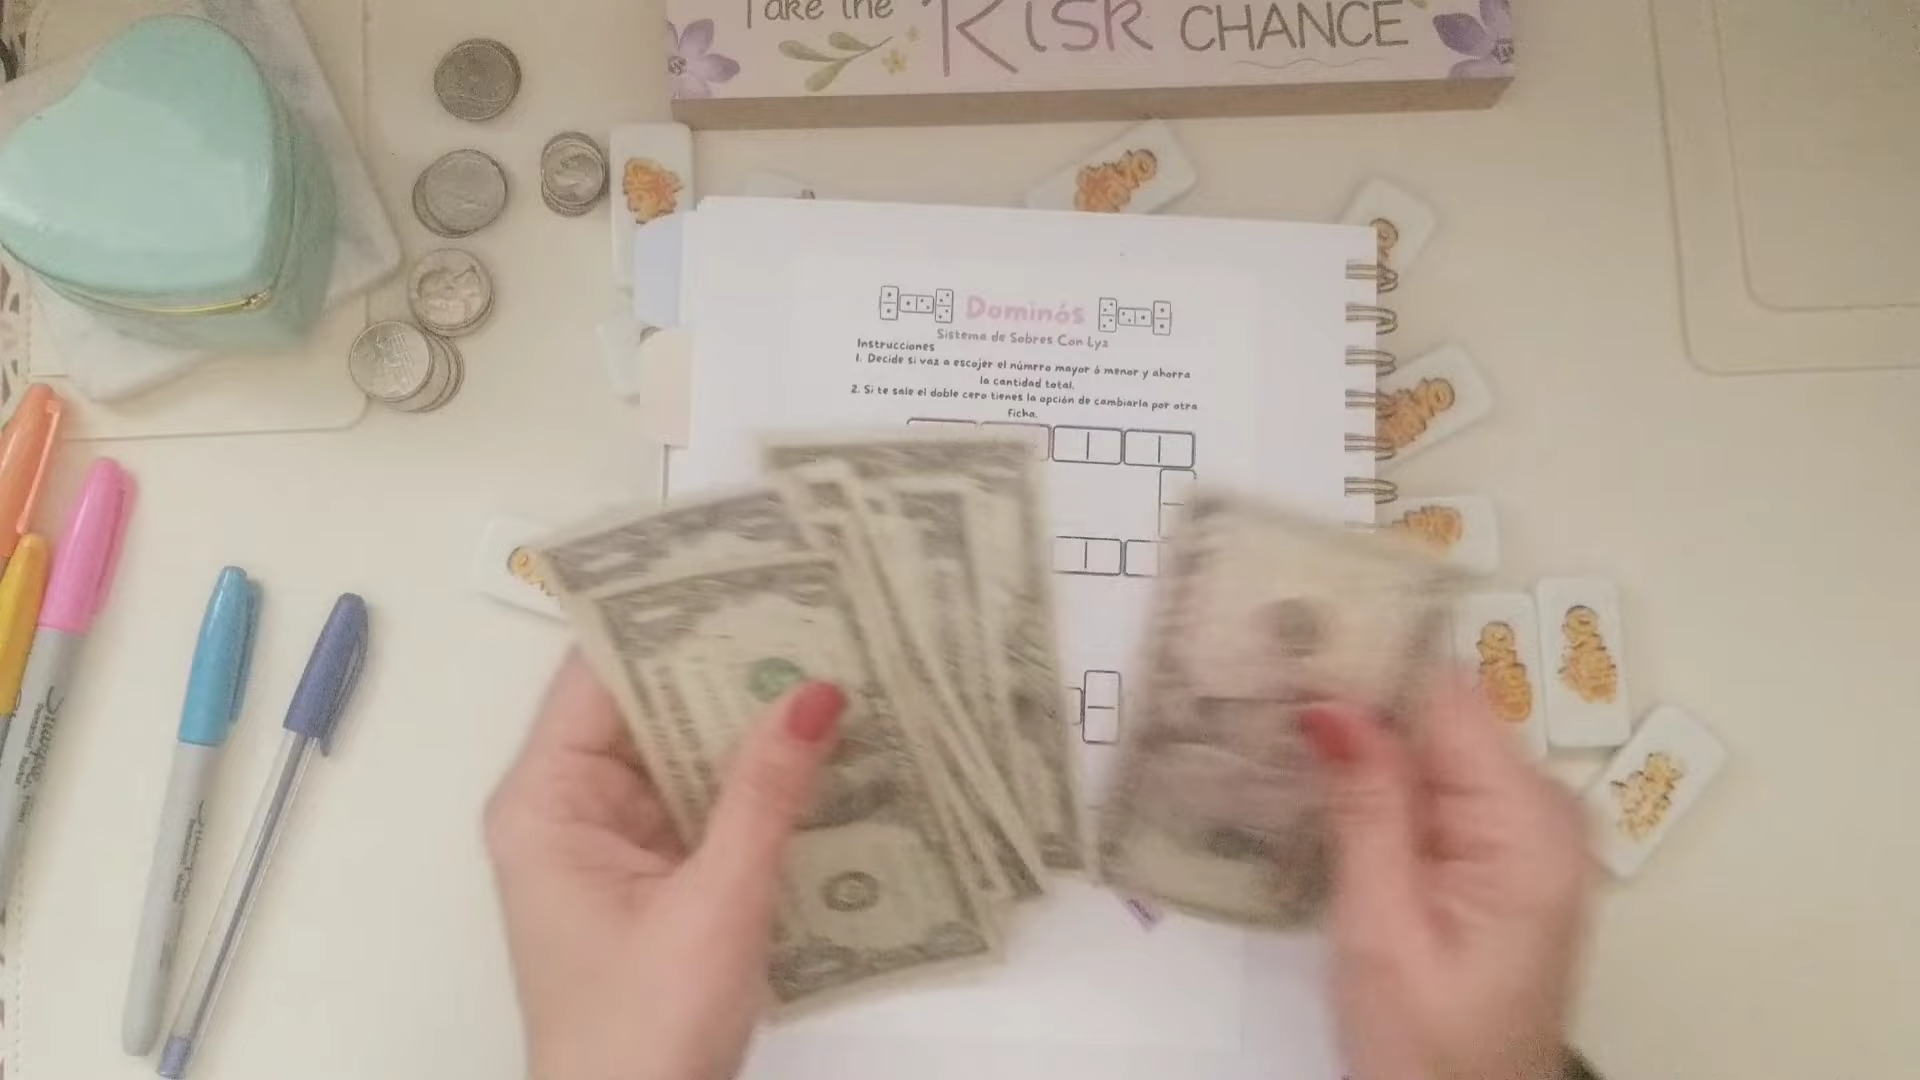 Take the Risk CHANCE
Dominós
Sistema de Sobres Con Lyz
Instrucciones
1. Decide si vaz a escojer el númrro mayor ó menor y ahorra
la cantidad total.
2. Si te sale el doble cero tienes la opción de cambiarla por otra
ficha.
Sharpie